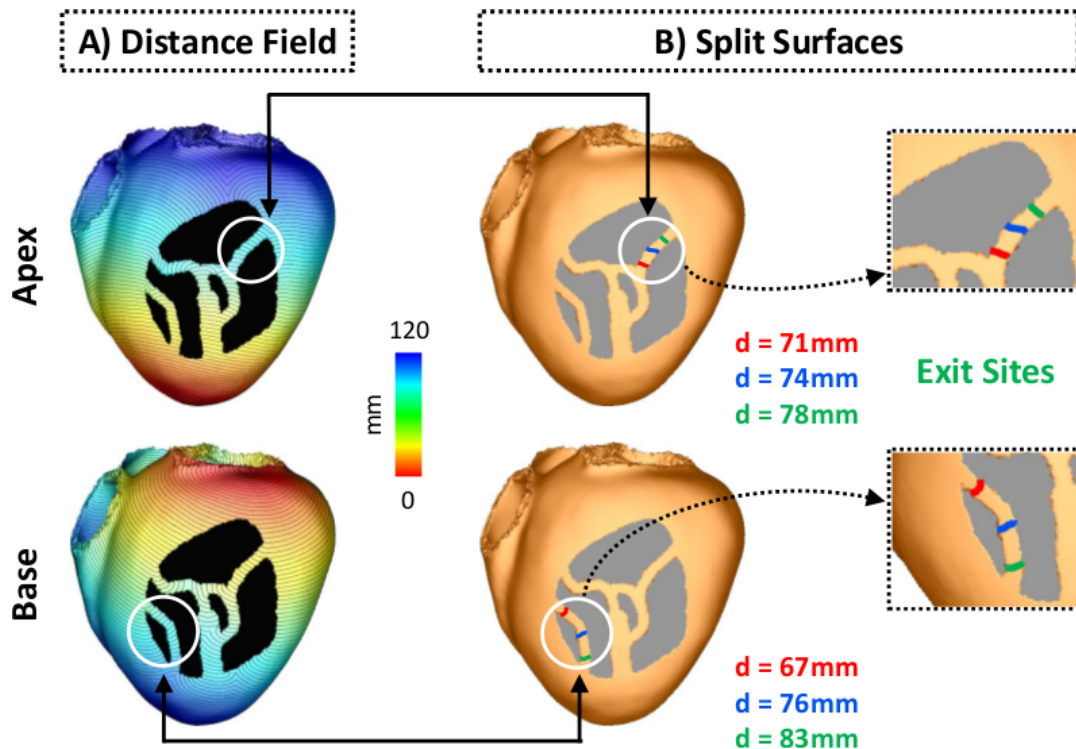 A) Distance Field
B) Split Surfaces
Apex
120
mm
0
d = 71mm
d = 74mm
d = 78mm
Exit Sites
Base
d = 67mm
d = 76mm
d = 83mm